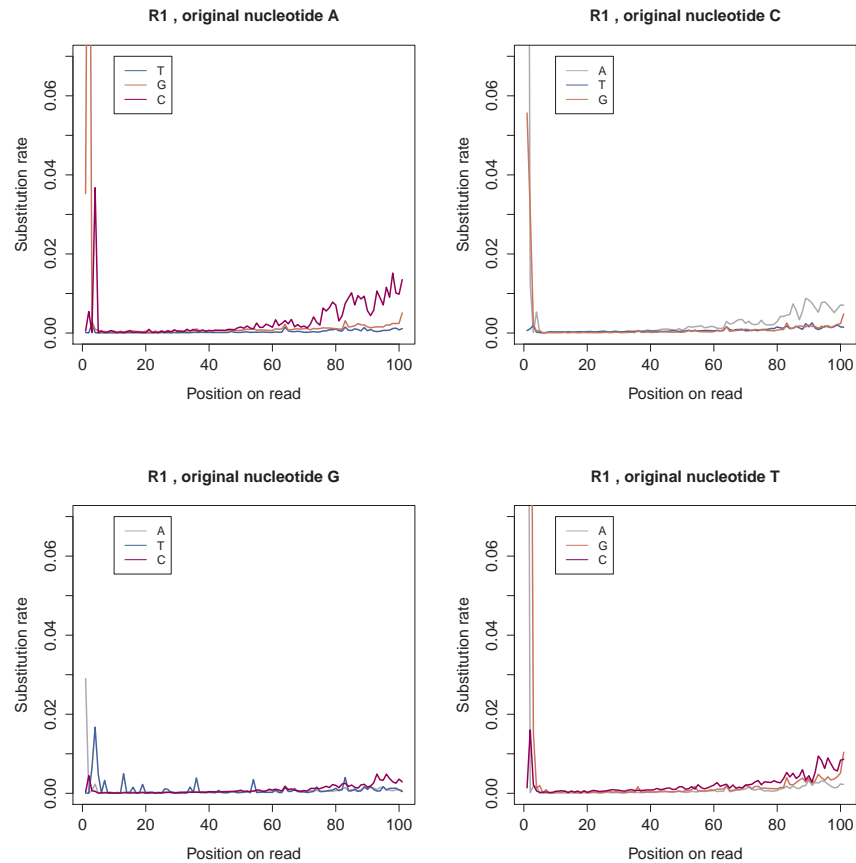 R1 , original nucleotide A
T
G
C
Substitution rate
0.00 0.02 0.04 0.06
0 20 40 60 80 100
Position on read
R1 , original nucleotide C
A
T
G
Substitution rate
0.00 0.02 0.04 0.06
0 20 40 60 80 100
Position on read
R1 , original nucleotide G
A
T
C
Substitution rate
0.00 0.02 0.04 0.06
0 20 40 60 80 100
Position on read
R1 , original nucleotide T
A
G
C
Substitution rate
0.00 0.02 0.04 0.06
0 20 40 60 80 100
Position on read